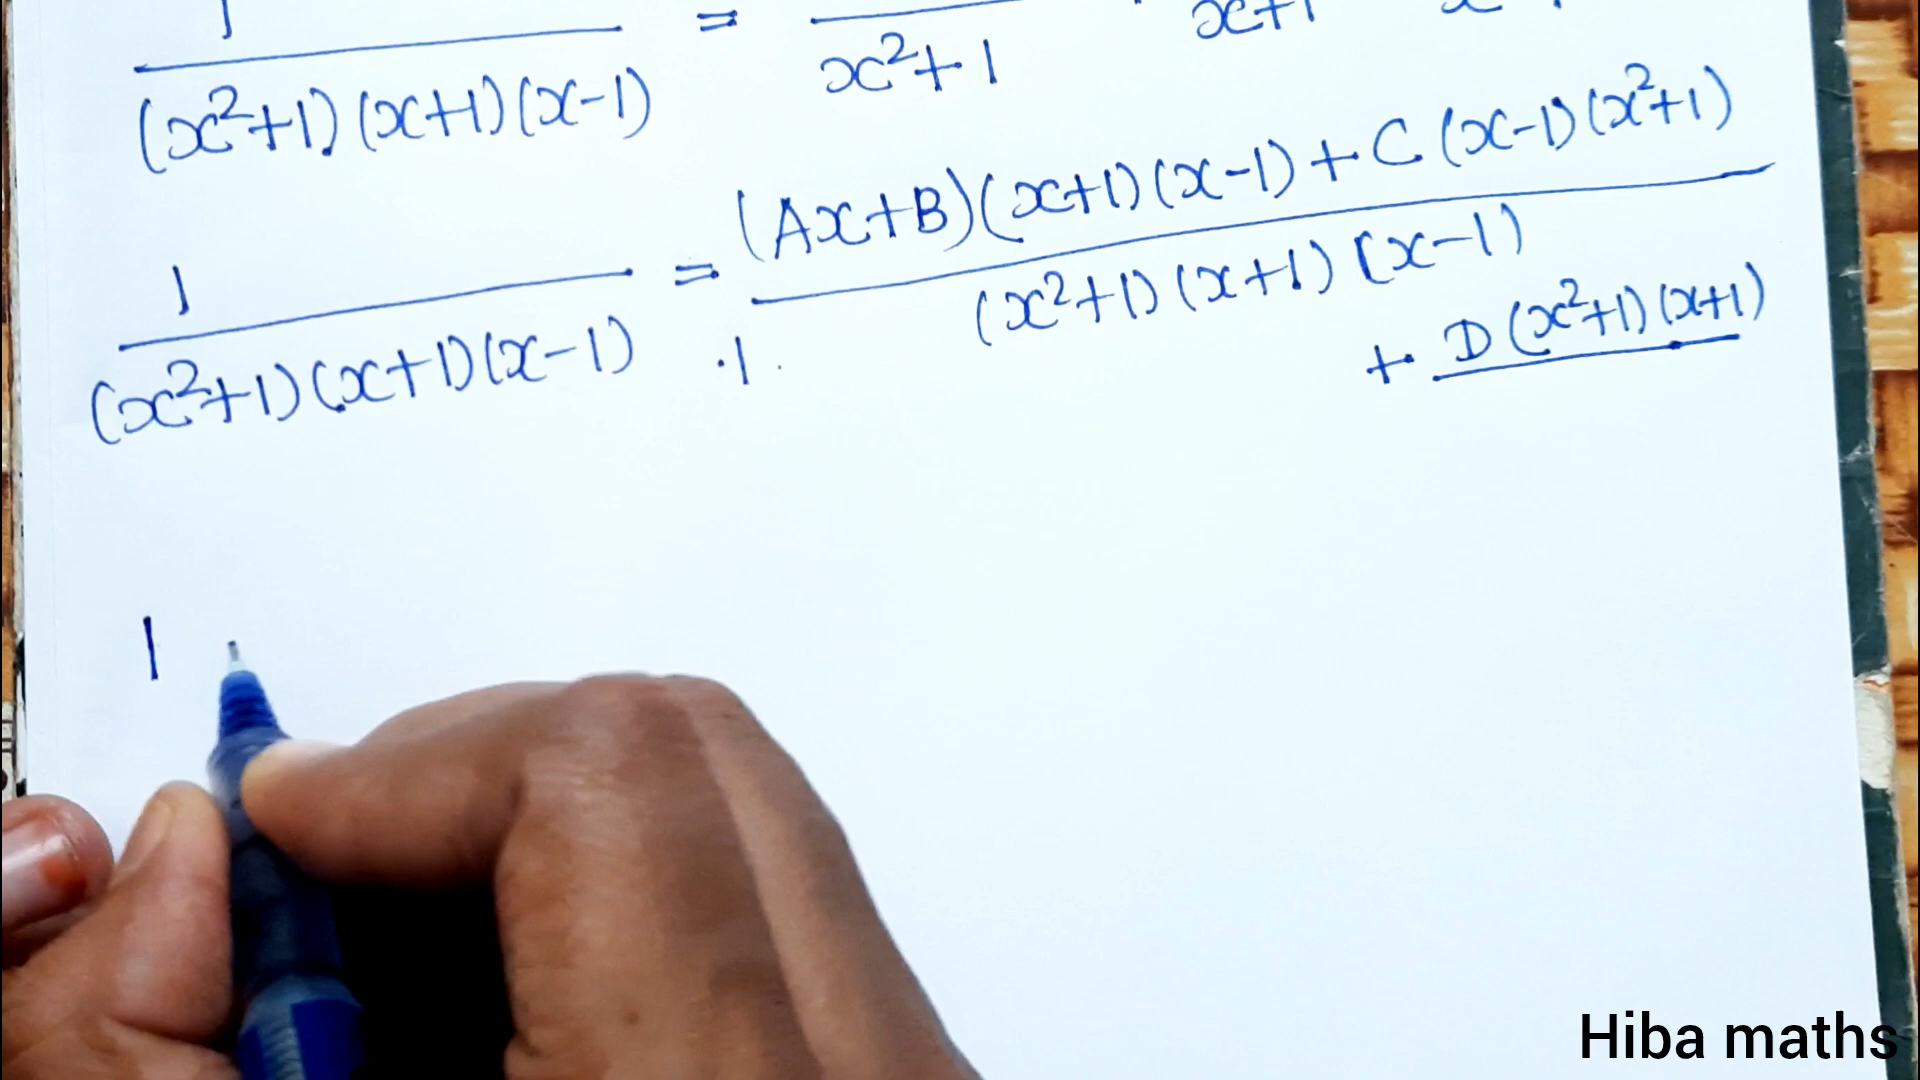 1 =
(x²+1)(x+1)(x-1) x²+1 x+1
(Ax+B)(x+1)(x-1) + C(x-1)(x²+1)
1 =
(x²+1)(x+1)(x-1) (x²+1)(x+1)(x-1)
·1· + D(x²+1)(x+1)
1
Hiba maths